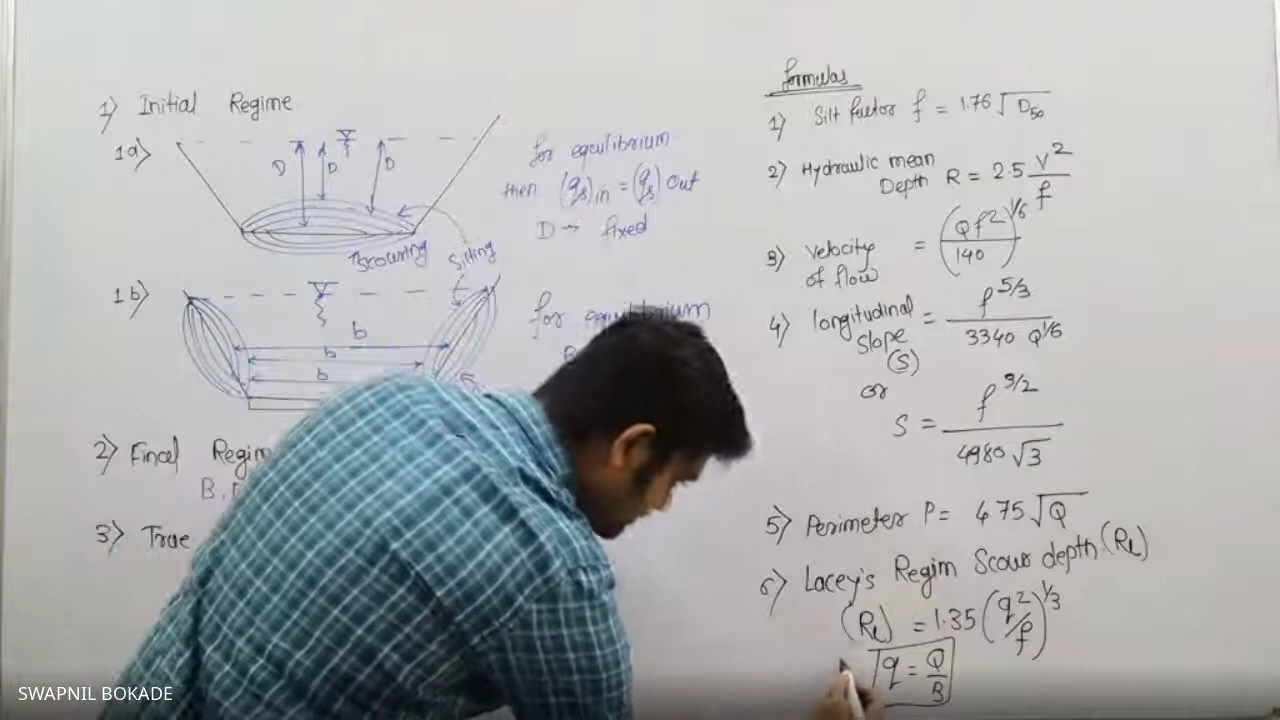 1) Initial Regime
1a)
D D D
for eqculibrium
then (qs)in = (qs) out
D → fixed
Scouring Silting
1b)
b
b
b
for equilibrium
B
2) Final Regim
B,
3) True
formulas
1) Silt factor f = 1.76 √D50
2) Hydraulic mean Depth R = 2.5 V²/f
3) velocity of flow = (Qf²/140)^1/6
4) longitudinal slope (S) = f^5/3 / 3340 Q^1/6
or
S = f^3/2 / 4980 √3
5) Perimeter P = 4.75 √Q
6) Lacey's Regim Scour depth (RL)
(RL) = 1.35 (q²/f)^1/3
q = Q/B
SWAPNIL BOKADE